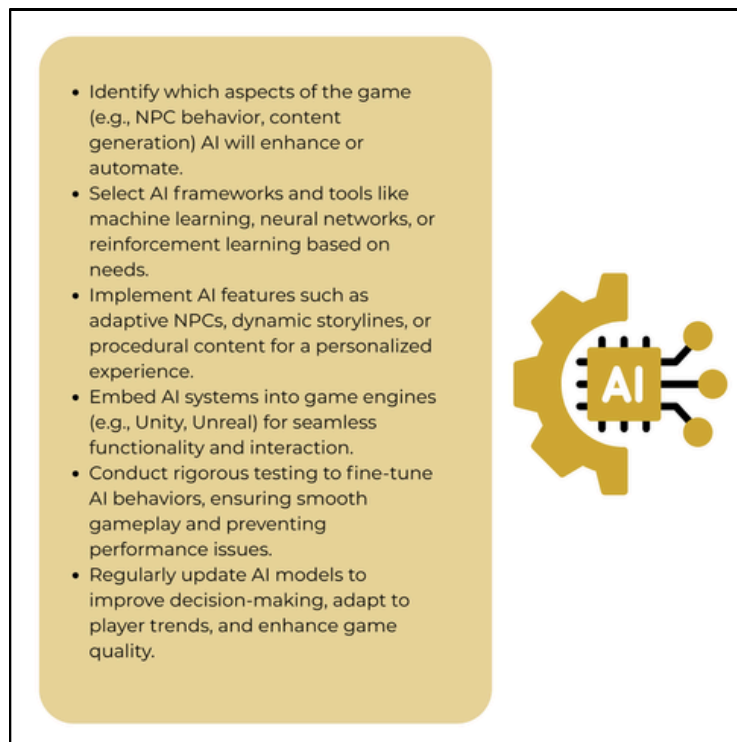 • Identify which aspects of the game
(e.g., NPC behavior, content
generation) AI will enhance or
automate.
• Select AI frameworks and tools like
machine learning, neural networks, or
reinforcement learning based on
needs.
• Implement AI features such as
adaptive NPCs, dynamic storylines, or
procedural content for a personalized
experience.
• Embed AI systems into game engines
(e.g., Unity, Unreal) for seamless
functionality and interaction.
• Conduct rigorous testing to fine-tune
AI behaviors, ensuring smooth
gameplay and preventing
performance issues.
• Regularly update AI models to
improve decision-making, adapt to
player trends, and enhance game
quality.
AI